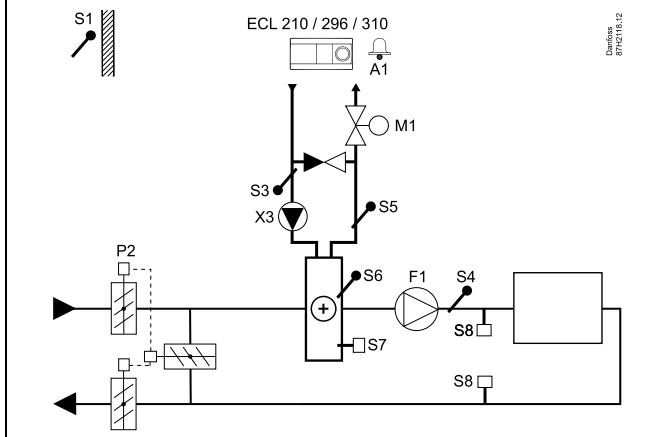 S1
ECL 210 / 296 / 310
A1
Danfoss
87H2118.12
M1
S3
S5
X3
P2
S6
F1
S4
S8
S7
S8